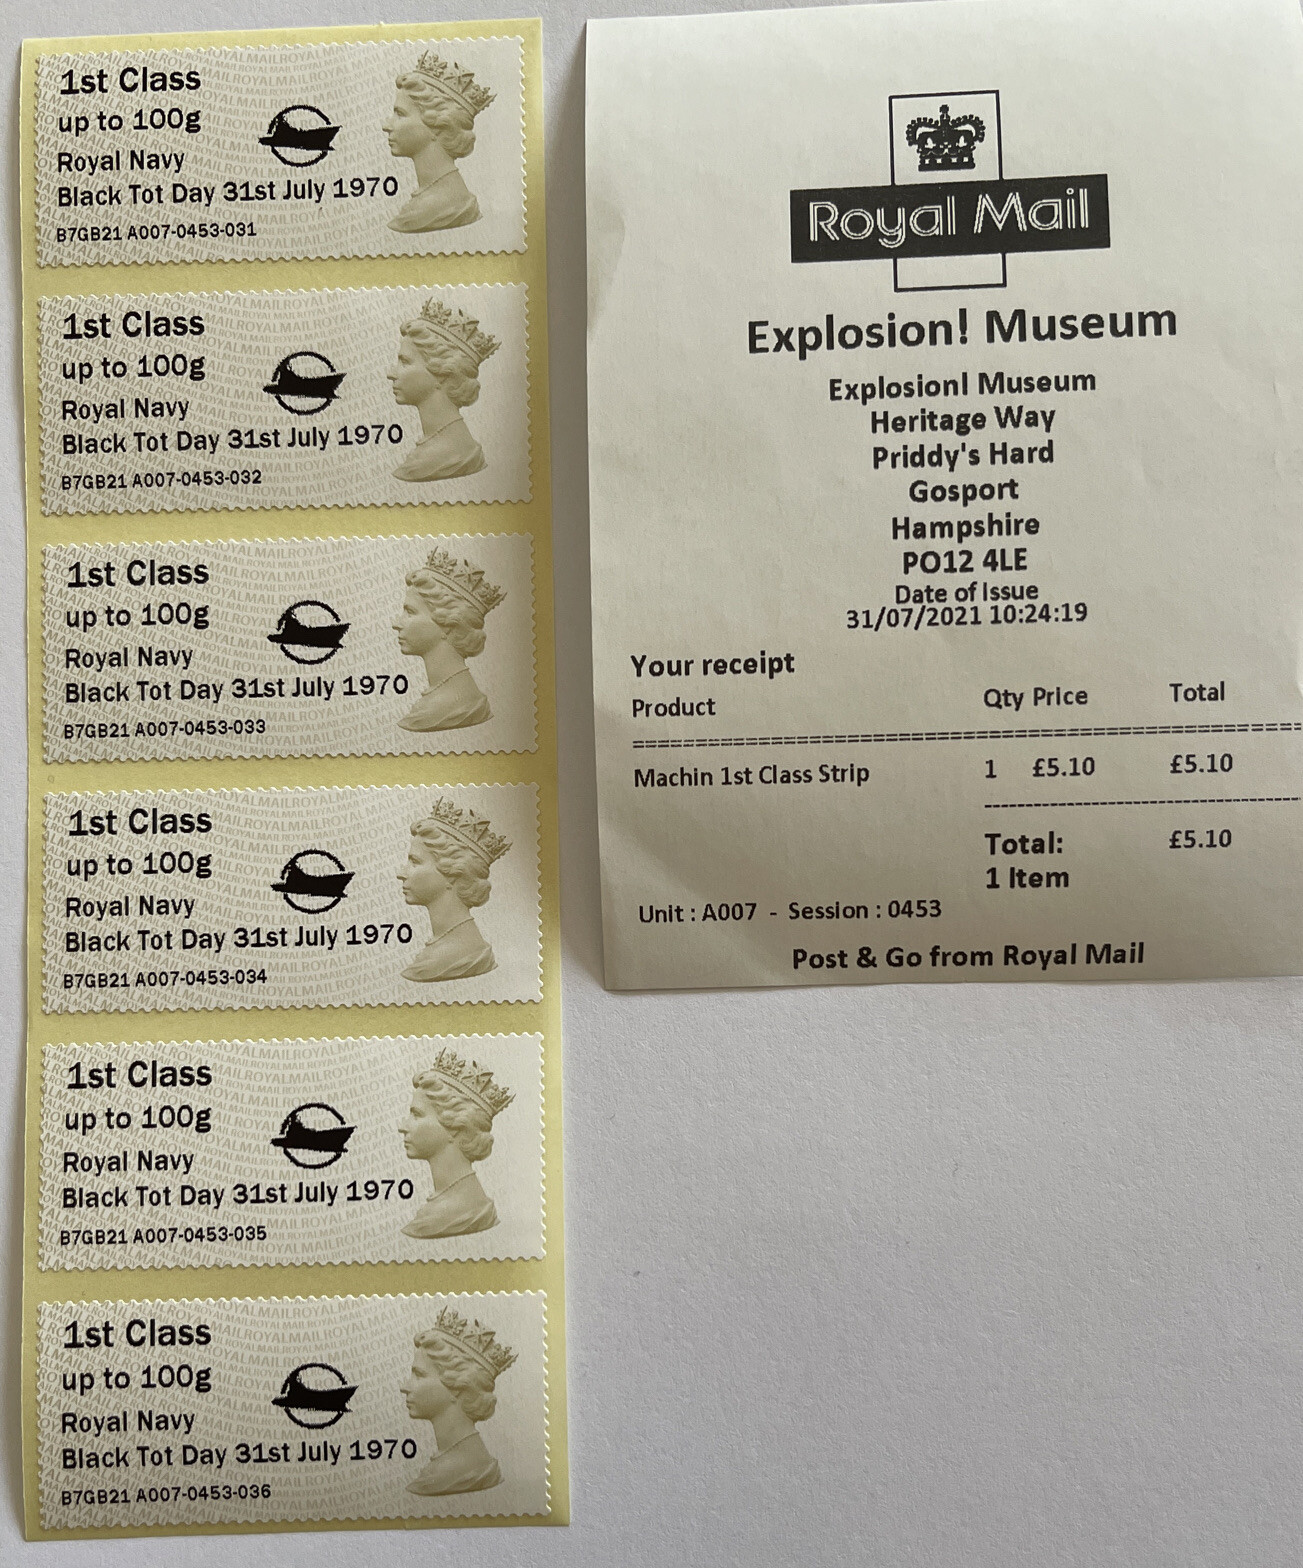 1st Class
up to 100g
Royal Navy
Black Tot Day 31st July 1970
B7GB21 A007-0453-031
1st Class
up to 100g
Royal Navy
Black Tot Day 31st July 1970
B7GB21 A007-0453-032
1st Class
up to 100g
Royal Navy
Black Tot Day 31st July 1970
B7GB21 A007-0453-033
1st Class
up to 100g
Royal Navy
Black Tot Day 31st July 1970
B7GB21 A007-0453-034
1st Class
up to 100g
Royal Navy
Black Tot Day 31st July 1970
B7GB21 A007-0453-035
1st Class
up to 100g
Royal Navy
Black Tot Day 31st July 1970
B7GB21 A007-0453-036
Royal Mail
Explosion! Museum
Explosion! Museum
Heritage Way
Priddy's Hard
Gosport
Hampshire
PO12 4LE
Date of Issue
31/07/2021 10:24:19
Your receipt
Product Qty Price Total
Machin 1st Class Strip 1 £5.10 £5.10
Total: £5.10
1 Item
Unit : A007 - Session : 0453
Post & Go from Royal Mail